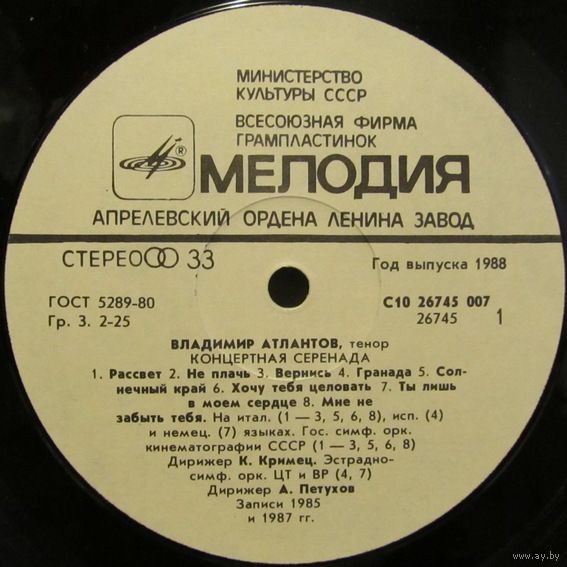 МИНИСТЕРСТВО
КУЛЬТУРЫ СССР
ВСЕСОЮЗНАЯ ФИРМА
ГРАМПЛАСТИНОК
®
МЕЛОДИЯ
АПРЕЛЕВСКИЙ ОРДЕНА ЛЕНИНА ЗАВОД
СТЕРЕО 33
Год выпуска 1988
ГОСТ 5289-80
С10 26745 007
Гр. 3. 2-25
26745 1
ВЛАДИМИР АТЛАНТОВ, тенор
КОНЦЕРТНАЯ СЕРЕНАДА
1. Рассвет 2. Не плачь 3. Вернись 4. Гранада 5. Сол-
нечный край 6. Хочу тебя целовать 7. Ты лишь
в моем сердце 8. Мне не
забыть тебя. На итал. (1 — 3, 5, 6, 8), исп. (4)
и немец. (7) языках. Гос. симф. орк.
кинематографии СССР (1 — 3, 5, 6, 8)
Дирижер К. Кримец. Эстрадно-
симф. орк. ЦТ и ВР (4, 7)
Дирижер А. Петухов
Записи 1985
и 1987 гг.
www.ay.by